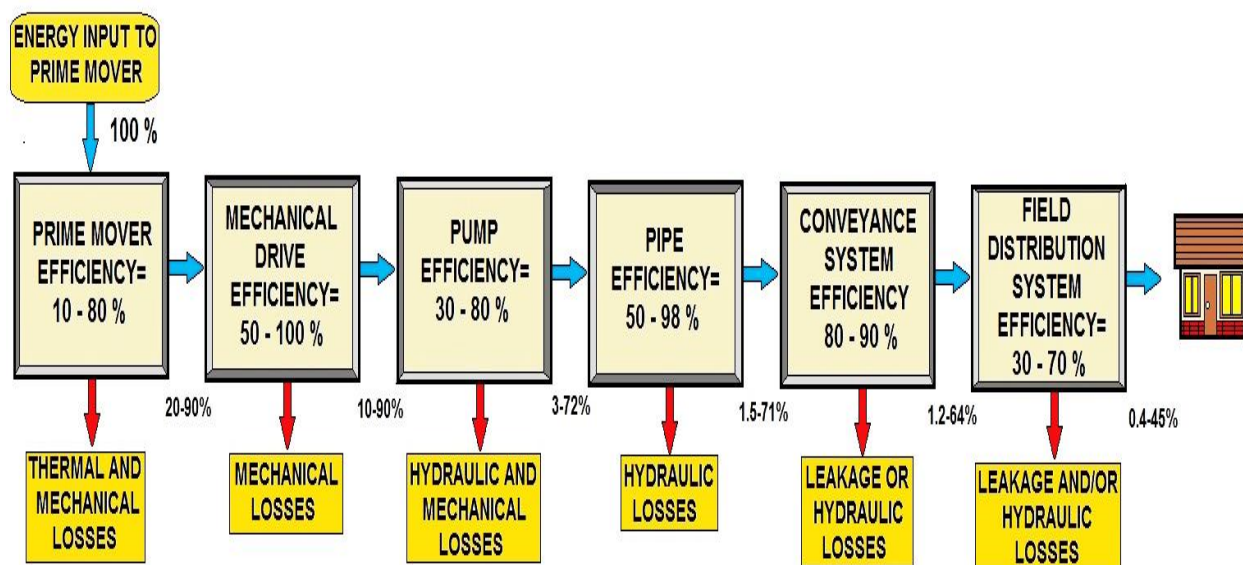 ENERGY INPUT TO
PRIME MOVER
100 %
PRIME MOVER
EFFICIENCY=
10 - 80 %
MECHANICAL
DRIVE
EFFICIENCY=
50 - 100 %
PUMP
EFFICIENCY=
30 - 80 %
PIPE
EFFICIENCY=
50 - 98 %
CONVEYANCE
SYSTEM
EFFICIENCY
80 - 90 %
FIELD
DISTRIBUTION
SYSTEM
EFFICIENCY=
30 - 70 %
20-90%
10-90%
3-72%
1.5-71%
1.2-64%
0.4-45%
THERMAL AND
MECHANICAL
LOSSES
MECHANICAL
LOSSES
HYDRAULIC AND
MECHANICAL
LOSSES
HYDRAULIC
LOSSES
LEAKAGE OR
HYDRAULIC
LOSSES
LEAKAGE AND/OR
HYDRAULIC
LOSSES